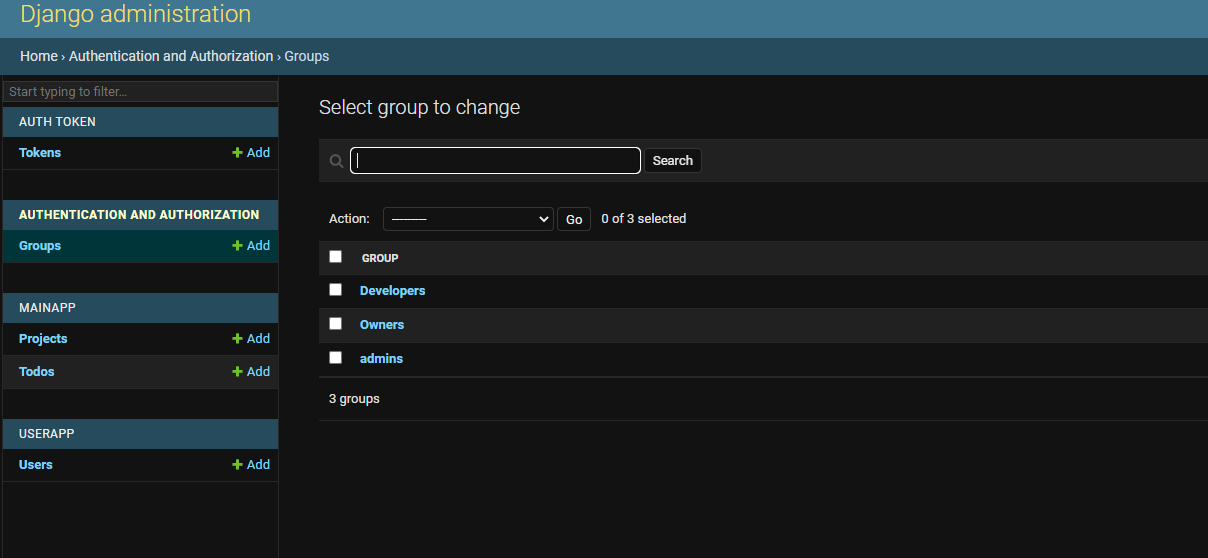 Django administration
Home › Authentication and Authorization › Groups
Start typing to filter...
AUTH TOKEN
Tokens
+ Add
AUTHENTICATION AND AUTHORIZATION
Groups
+ Add
MAINAPP
Projects
+ Add
Todos
+ Add
USERAPP
Users
+ Add
Select group to change
Search
Action: --------- Go 0 of 3 selected
GROUP
Developers
Owners
admins
3 groups